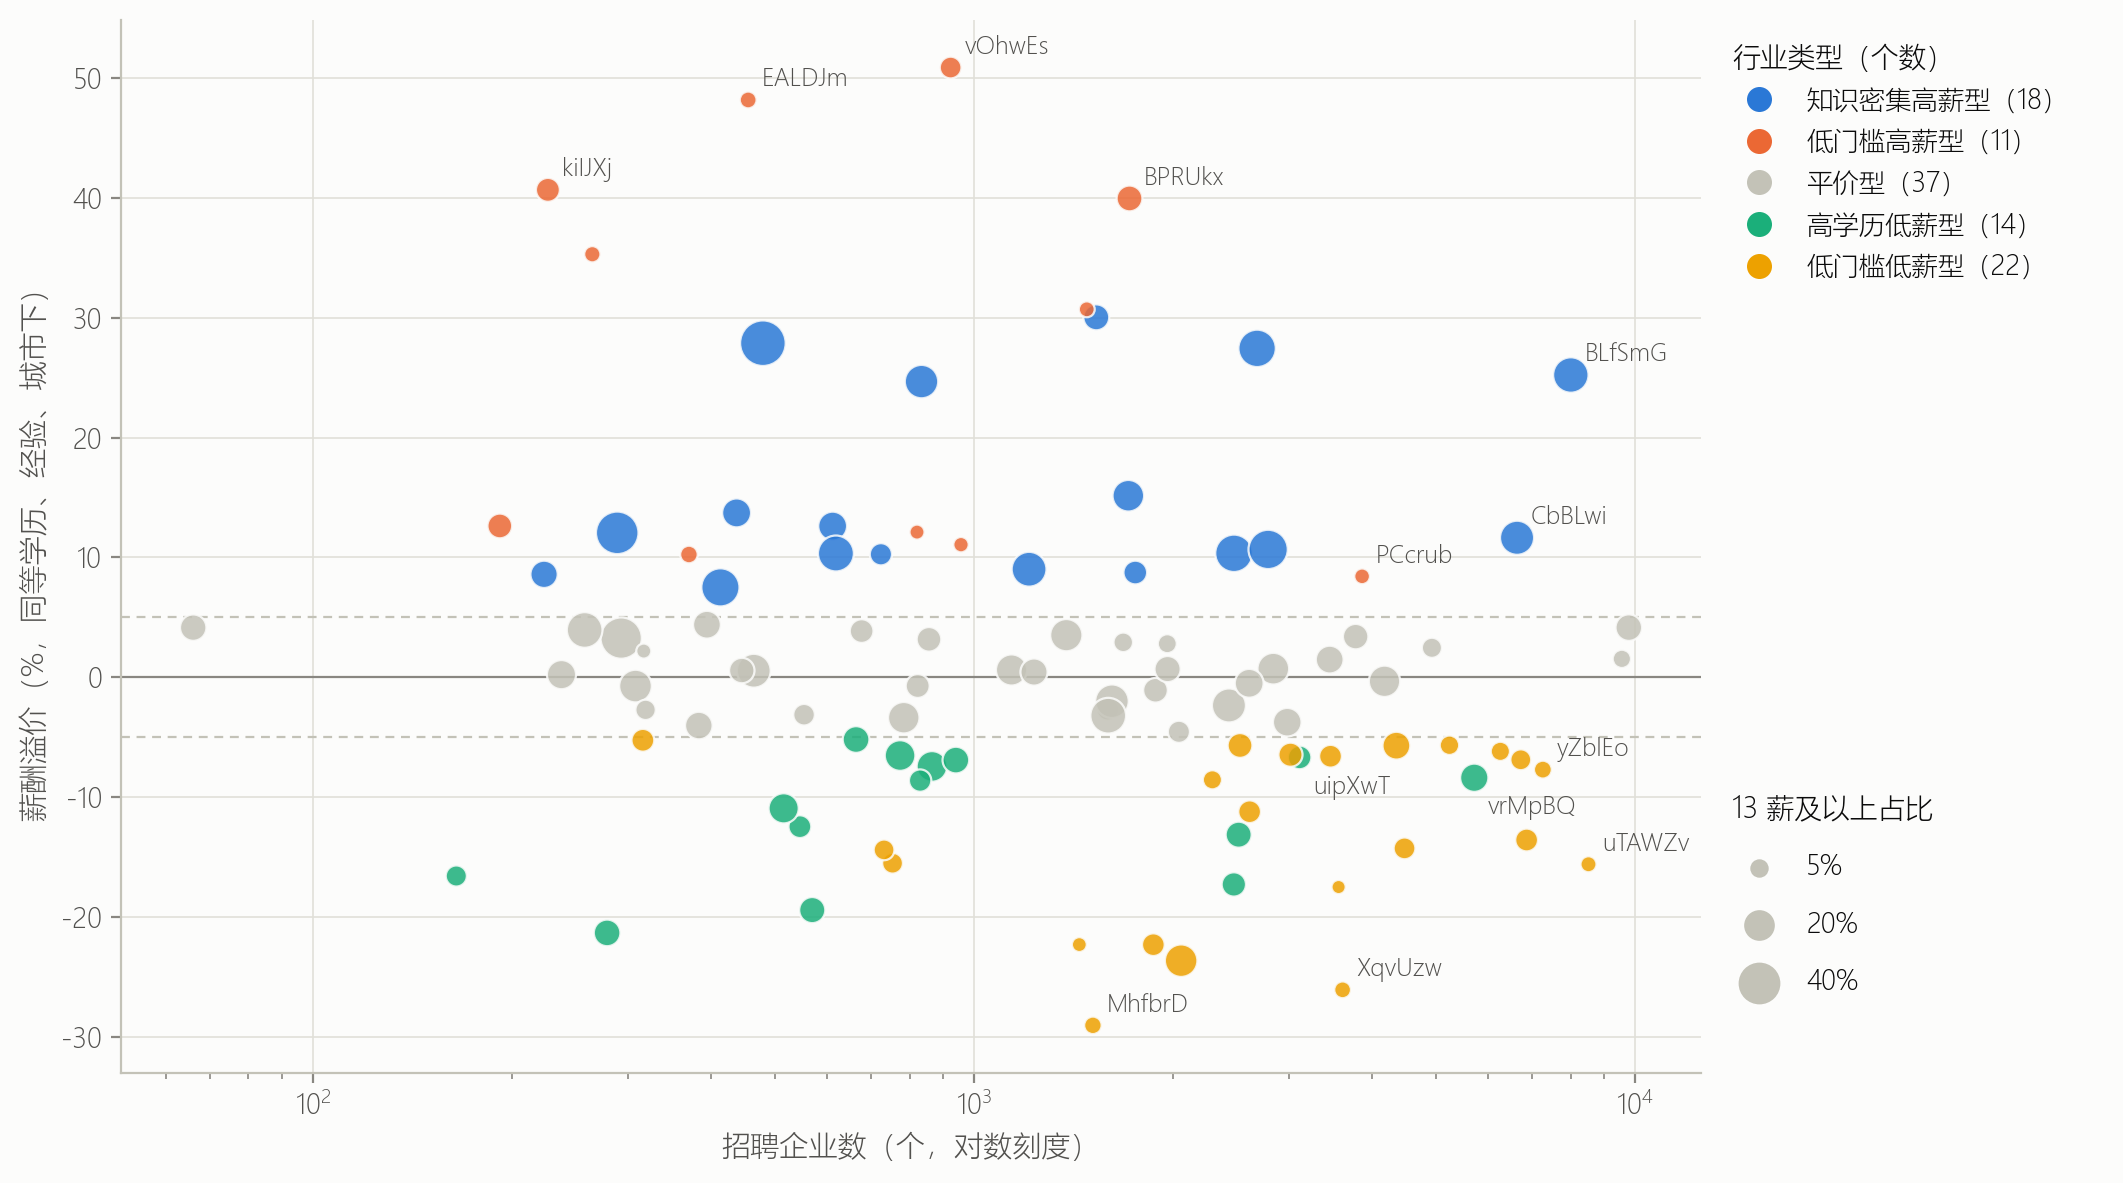 vOhwEs
EALDJm
kiIJXj
BPRUkx
BLfSmG
CbBLwi
PCcrub
yZblEo
uipXwT
vrMpBQ
uTAWZv
XqvUzw
MhfbrD
50
40
30
20
10
0
-10
-20
-30
薪酬溢价（%，同等学历、经验、城市下）
10²
10³
10⁴
招聘企业数（个，对数刻度）
行业类型（个数）
知识密集高薪型（18）
低门槛高薪型（11）
平价型（37）
高学历低薪型（14）
低门槛低薪型（22）
13 薪及以上占比
5%
20%
40%